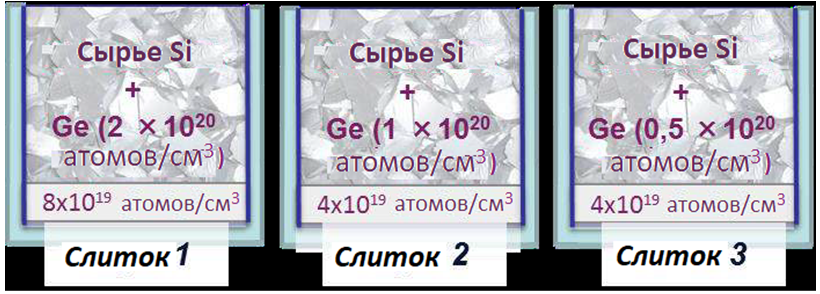 Сырье Si
+
Ge (2 ×10²⁰
атомов/см³)
8x10¹⁹ атомов/см³
Слиток 1
Сырье Si
+
Ge (1 ×10²⁰
атомов/см³)
4x10¹⁹ атомов/см³
Слиток 2
Сырье Si
+
Ge (0,5 ×10²⁰
атомов/см³)
4x10¹⁹ атомов/см³
Слиток 3